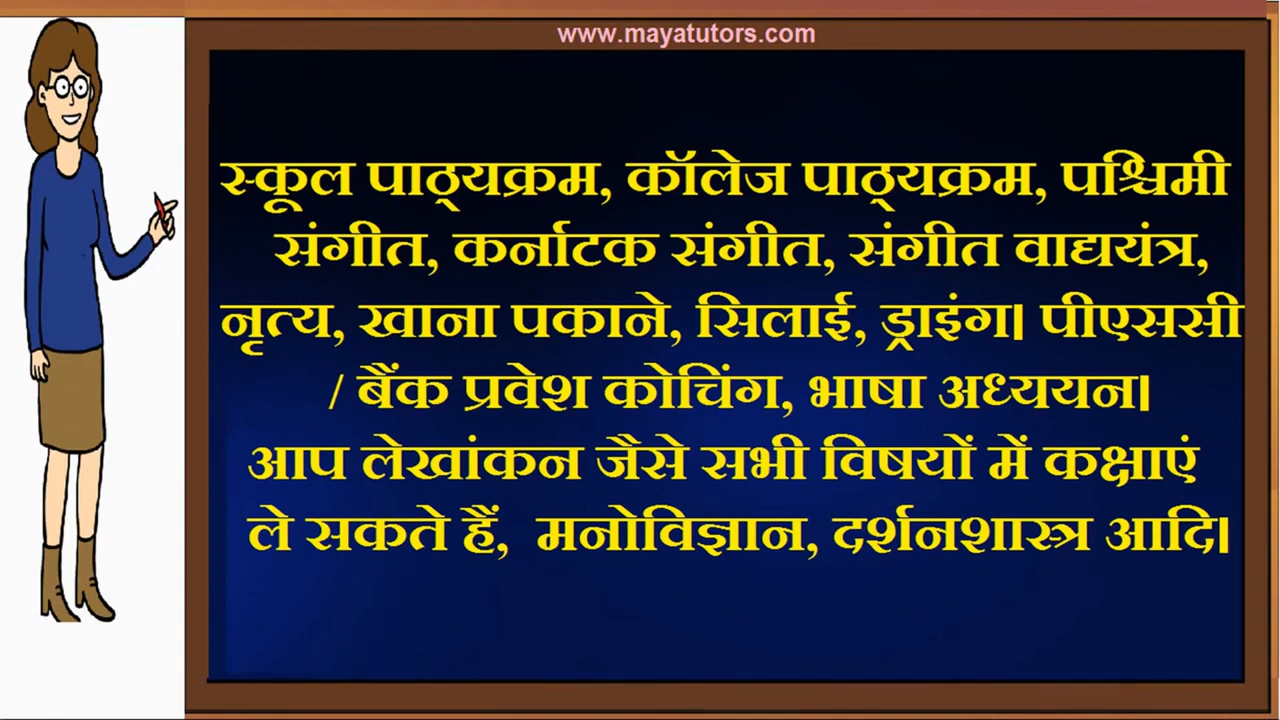 www.mayatutors.com
स्कूल पाठ्यक्रम, कॉलेज पाठ्यक्रम, पश्चिमी
संगीत, कर्नाटक संगीत, संगीत वाद्ययंत्र,
नृत्य, खाना पकाने, सिलाई, ड्राइंग। पीएससी
/ बैंक प्रवेश कोचिंग, भाषा अध्ययन।
आप लेखांकन जैसे सभी विषयों में कक्षाएं
ले सकते हैं, मनोविज्ञान, दर्शनशास्त्र आदि।